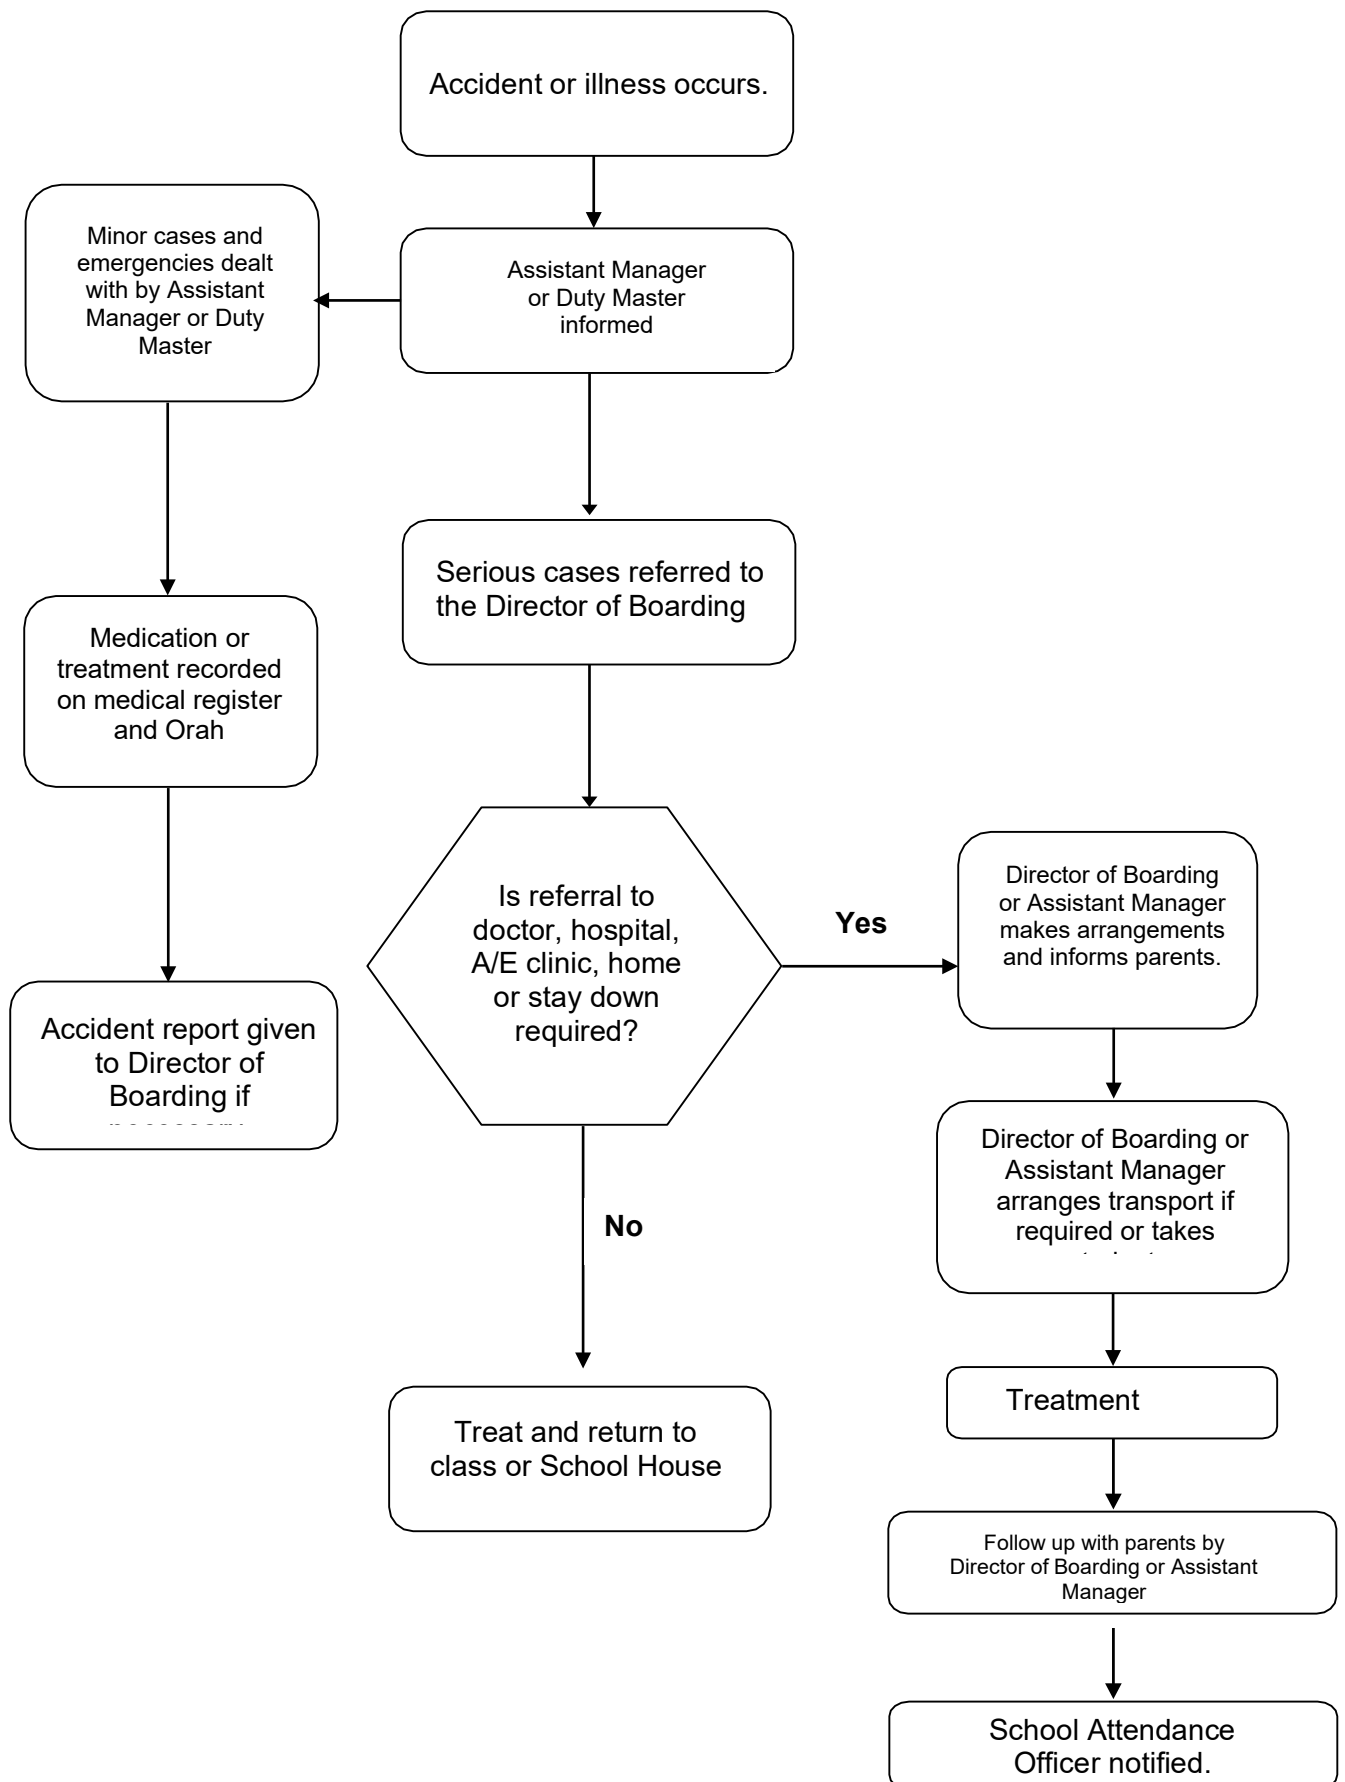 Accident or illness occurs.
Minor cases and
emergencies dealt
with by Assistant
Manager or Duty
Master
Assistant Manager
or Duty Master
informed
Serious cases referred to
the Director of Boarding
Medication or
treatment recorded
on medical register
and Orah
Is referral to
doctor, hospital,
A/E clinic, home
or stay down
required?
Yes
Director of Boarding
or Assistant Manager
makes arrangements
and informs parents.
Accident report given
to Director of
Boarding if
Director of Boarding or
Assistant Manager
arranges transport if
required or takes
No
Treatment
Treat and return to
class or School House
Follow up with parents by
Director of Boarding or Assistant
Manager
School Attendance
Officer notified.